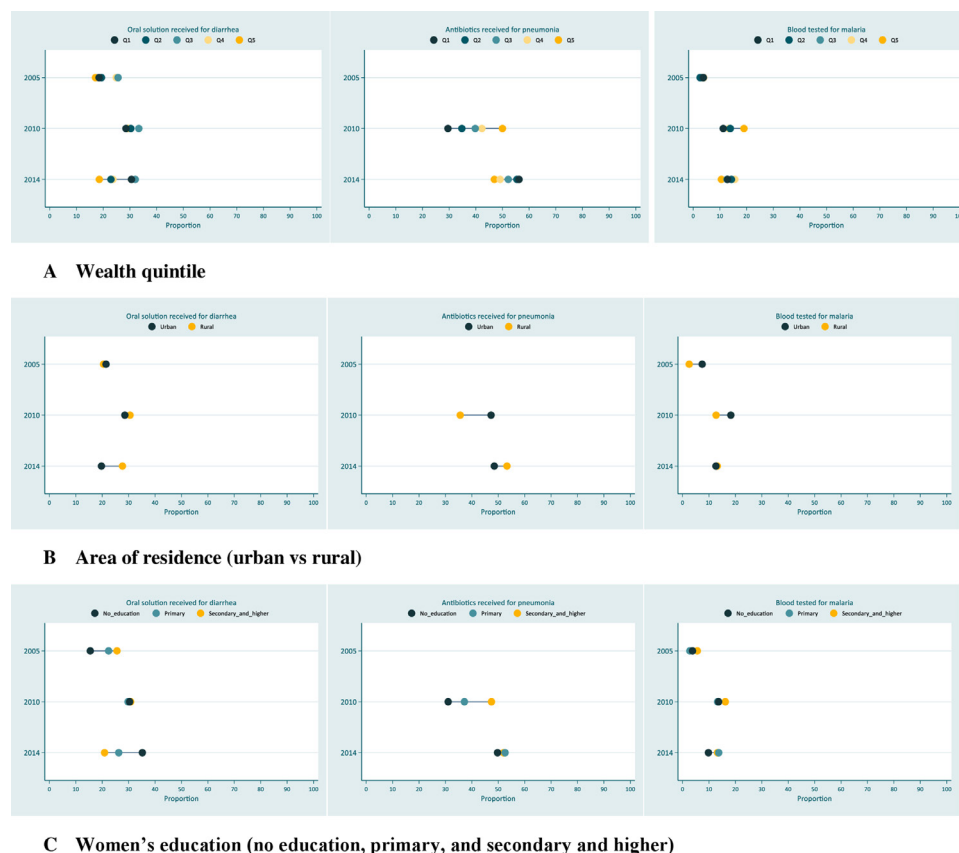 Oral solution received for diarrhea
Q1 Q2 Q3 Q4 Q5
2005
2010
2014
0 10 20 30 40 50 60 70 80 90 100
Proportion
Antibiotics received for pneumonia
Q1 Q2 Q3 Q4 Q5
2005
2010
2014
0 10 20 30 40 50 60 70 80 90 100
Proportion
Blood tested for malaria
Q1 Q2 Q3 Q4 Q5
2005
2010
2014
0 10 20 30 40 50 60 70 80 90 100
Proportion
A Wealth quintile
Oral solution received for diarrhea
Urban Rural
2005
2010
2014
0 10 20 30 40 50 60 70 80 90 100
Proportion
Antibiotics received for pneumonia
Urban Rural
2005
2010
2014
0 10 20 30 40 50 60 70 80 90 100
Proportion
Blood tested for malaria
Urban Rural
2005
2010
2014
0 10 20 30 40 50 60 70 80 90 100
Proportion
B Area of residence (urban vs rural)
Oral solution received for diarrhea
No_education Primary Secondary_and_higher
2005
2010
2014
0 10 20 30 40 50 60 70 80 90 100
Proportion
Antibiotics received for pneumonia
No_education Primary Secondary_and_higher
2005
2010
2014
0 10 20 30 40 50 60 70 80 90 100
Proportion
Blood tested for malaria
No_education Primary Secondary_and_higher
2005
2010
2014
0 10 20 30 40 50 60 70 80 90 100
Proportion
C Women's education (no education, primary, and secondary and higher)